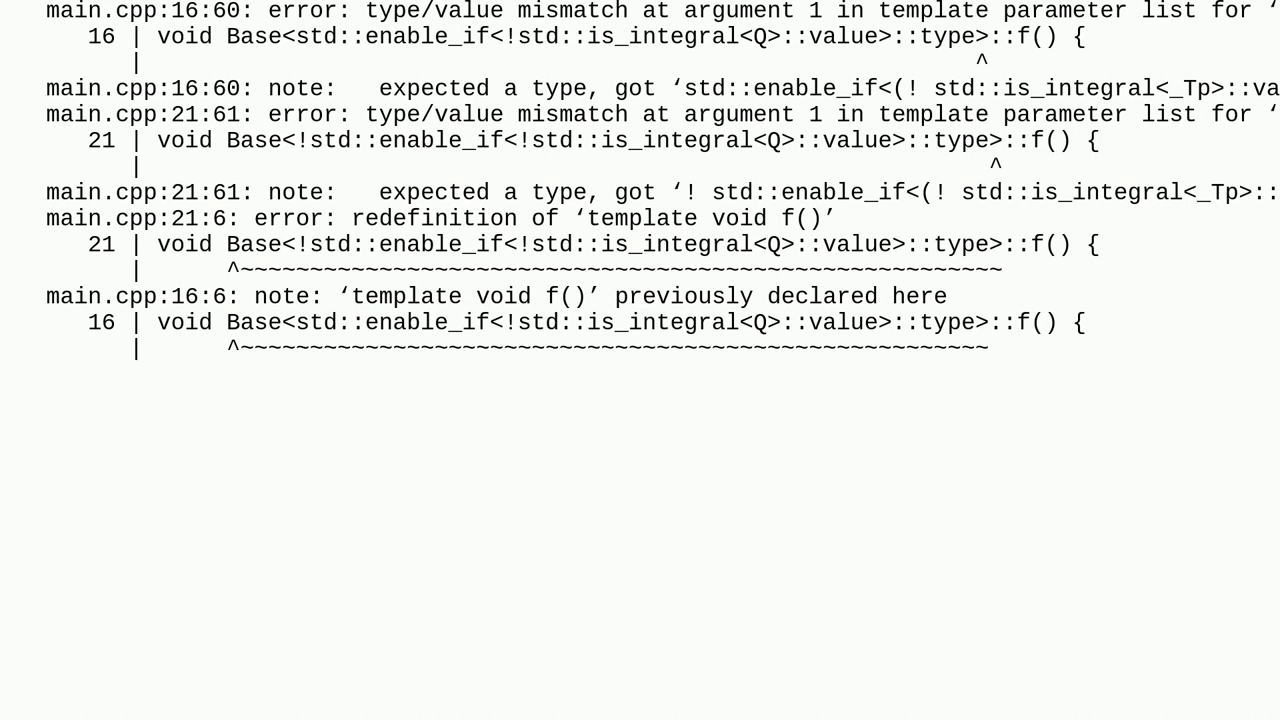 main.cpp:16:60: error: type/value mismatch at argument 1 in template parameter list for ‘
16 | void Base<std::enable_if<!std::is_integral<Q>::value>::type>::f() {
| ^
main.cpp:16:60: note:   expected a type, got ‘std::enable_if<(! std::is_integral<_Tp>::va
main.cpp:21:61: error: type/value mismatch at argument 1 in template parameter list for ‘
21 | void Base<!std::enable_if<!std::is_integral<Q>::value>::type>::f() {
| ^
main.cpp:21:61: note:   expected a type, got ‘! std::enable_if<(! std::is_integral<_Tp>::
main.cpp:21:6: error: redefinition of ‘template void f()’
21 | void Base<!std::enable_if<!std::is_integral<Q>::value>::type>::f() {
| ^~~~~~~~~~~~~~~~~~~~~~~~~~~~~~~~~~~~~~~~~~~~~~~~~~~~~~~~
main.cpp:16:6: note: ‘template void f()’ previously declared here
16 | void Base<std::enable_if<!std::is_integral<Q>::value>::type>::f() {
| ^~~~~~~~~~~~~~~~~~~~~~~~~~~~~~~~~~~~~~~~~~~~~~~~~~~~~~~